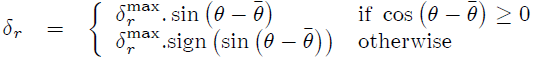 δ_r = { δ_r^max . sin (θ − θ̄) if cos (θ − θ̄) ≥ 0
δ_r^max .sign (sin (θ − θ̄)) otherwise